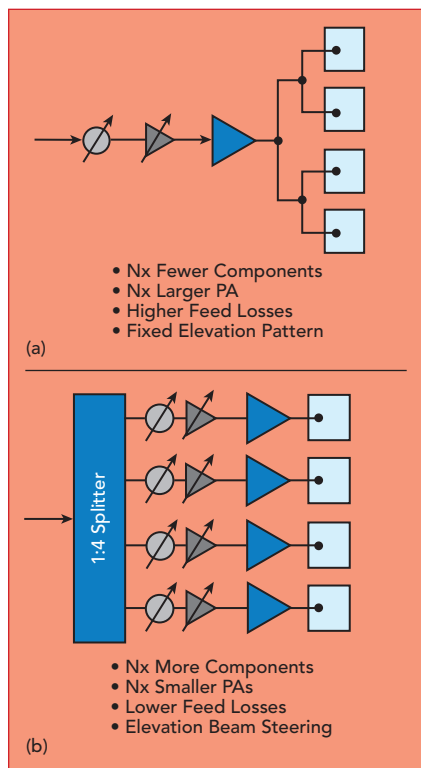 • Nx Fewer Components
• Nx Larger PA
• Higher Feed Losses
• Fixed Elevation Pattern
(a)
1:4 Splitter
• Nx More Components
• Nx Smaller PAs
• Lower Feed Losses
• Elevation Beam Steering
(b)